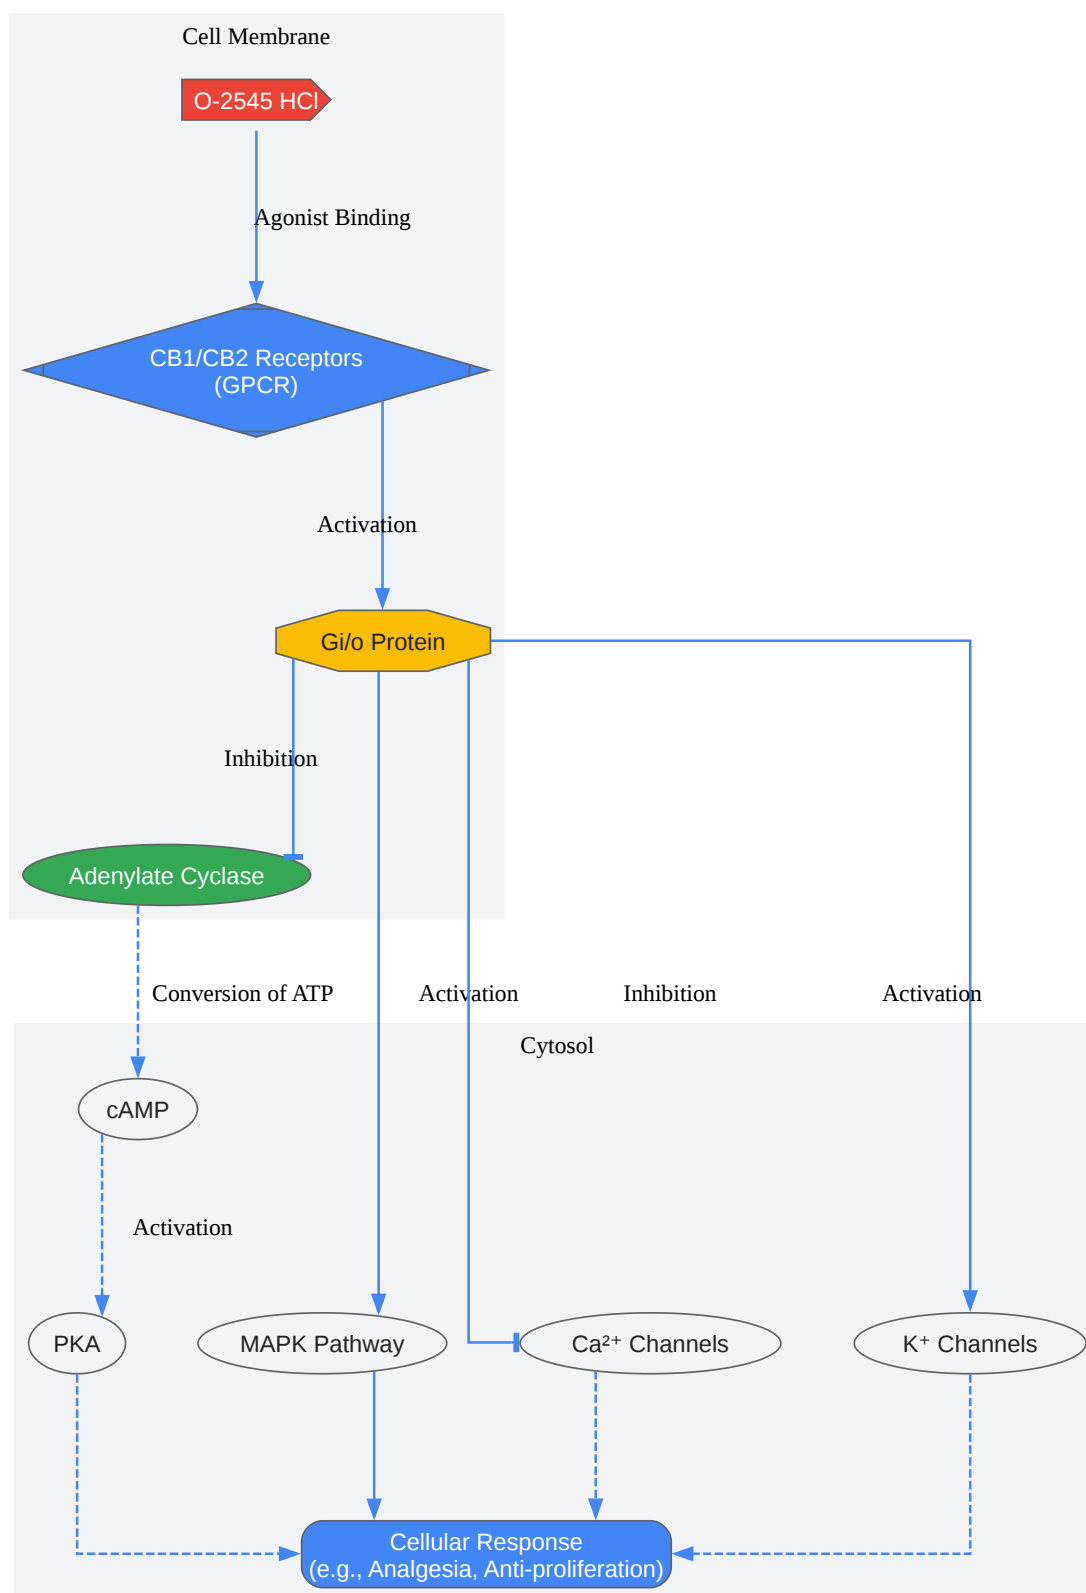 Cell Membrane
O-2545 HCl
Agonist Binding
CB1/CB2 Receptors
(GPCR)
Activation
Gi/o Protein
Inhibition
Adenylate Cyclase
Conversion of ATP
Activation
Inhibition
Activation
Cytosol
cAMP
Activation
PKA
MAPK Pathway
Ca²⁺ Channels
K⁺ Channels
Cellular Response
(e.g., Analgesia, Anti-proliferation)